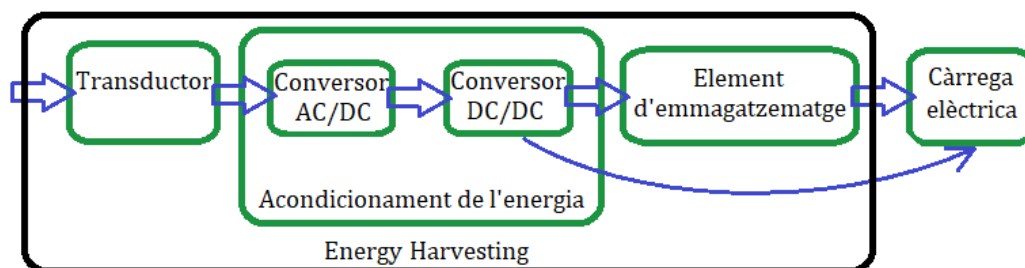 Transductor
Conversor
AC/DC
Conversor
DC/DC
Element
d'emmagatzematge
Càrrega
elèctrica
Acondicionament de l'energia
Energy Harvesting